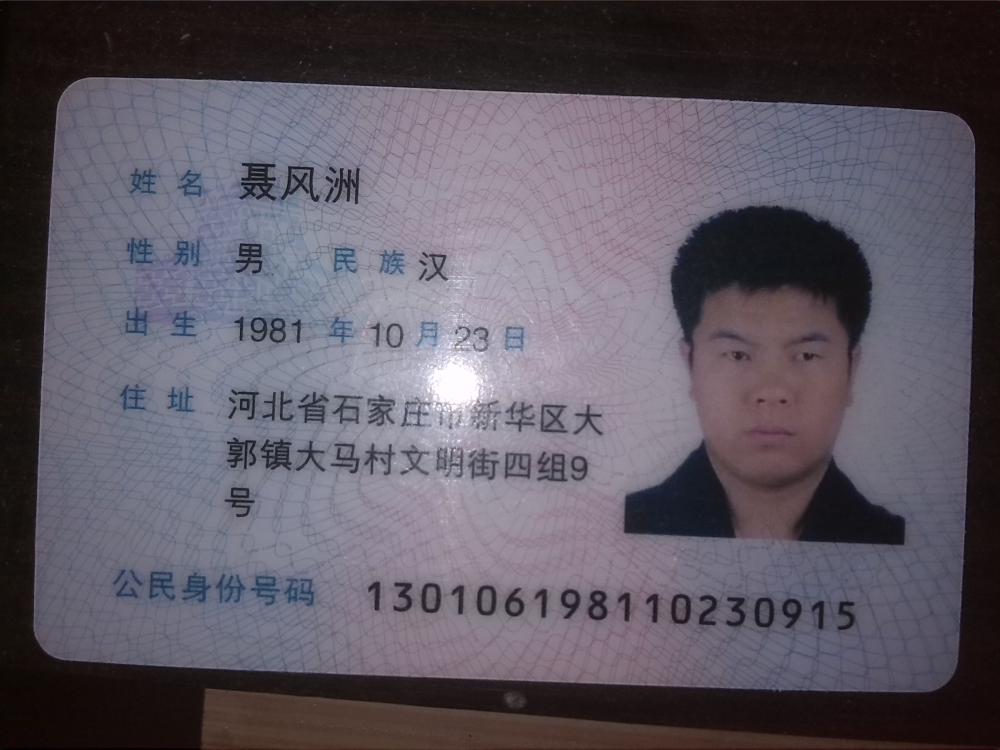 姓名 聂风洲
性别 男 民族 汉
出生 1981 年 10 月 23 日
住址 河北省石家庄市新华区大
郭镇大马村文明街四组9
号
公民身份号码 130106198110230915